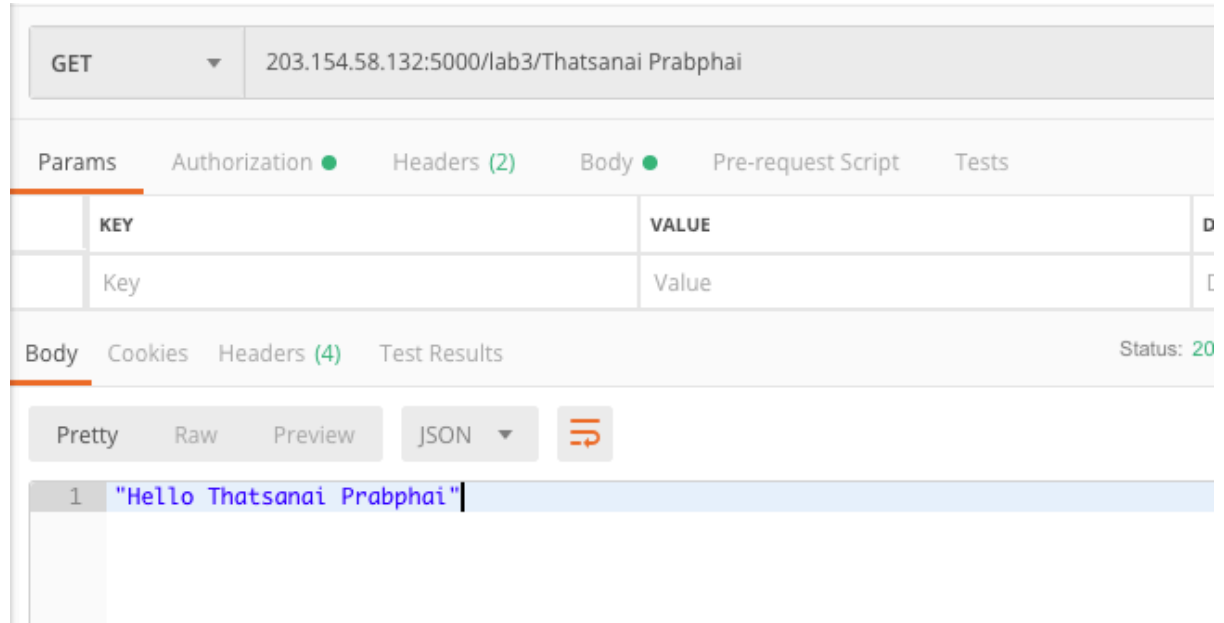 GET 203.154.58.132:5000/lab3/Thatsanai Prabphai
Params Authorization Headers (2) Body Pre-request Script Tests
KEY VALUE D
Key Value D
Body Cookies Headers (4) Test Results Status: 20
Pretty Raw Preview JSON
1 "Hello Thatsanai Prabphai"